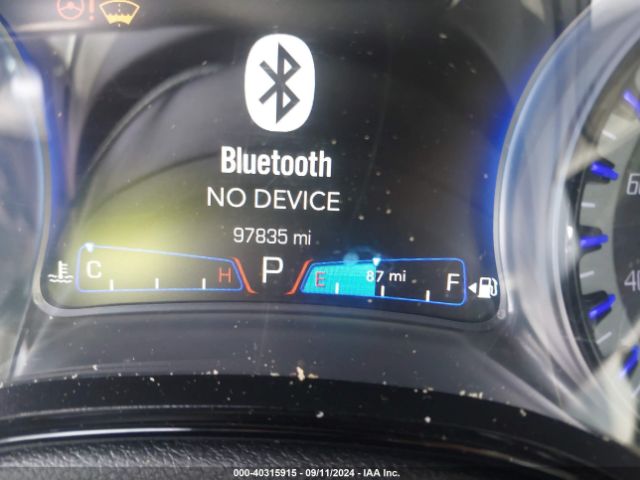 Bluetooth
NO DEVICE
97835 mi
C H P E 87 mi F
000-40315915 - 09/11/2024 - IAA Inc.